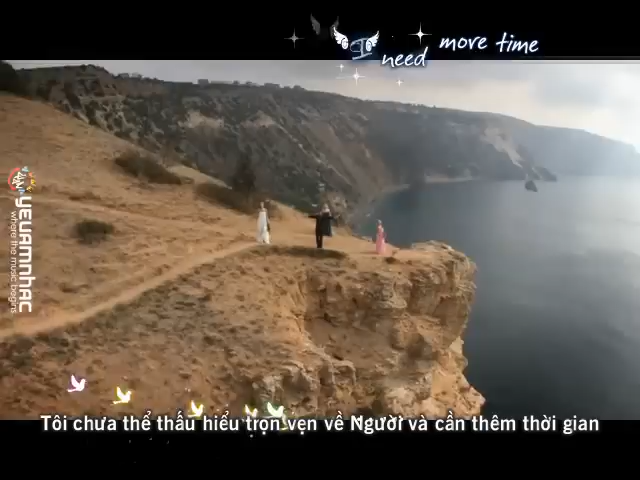 I need more time
YEUAMNHAC
where the music begins
Tôi chưa thể thấu hiểu trọn vẹn về Người và cần thêm thời gian